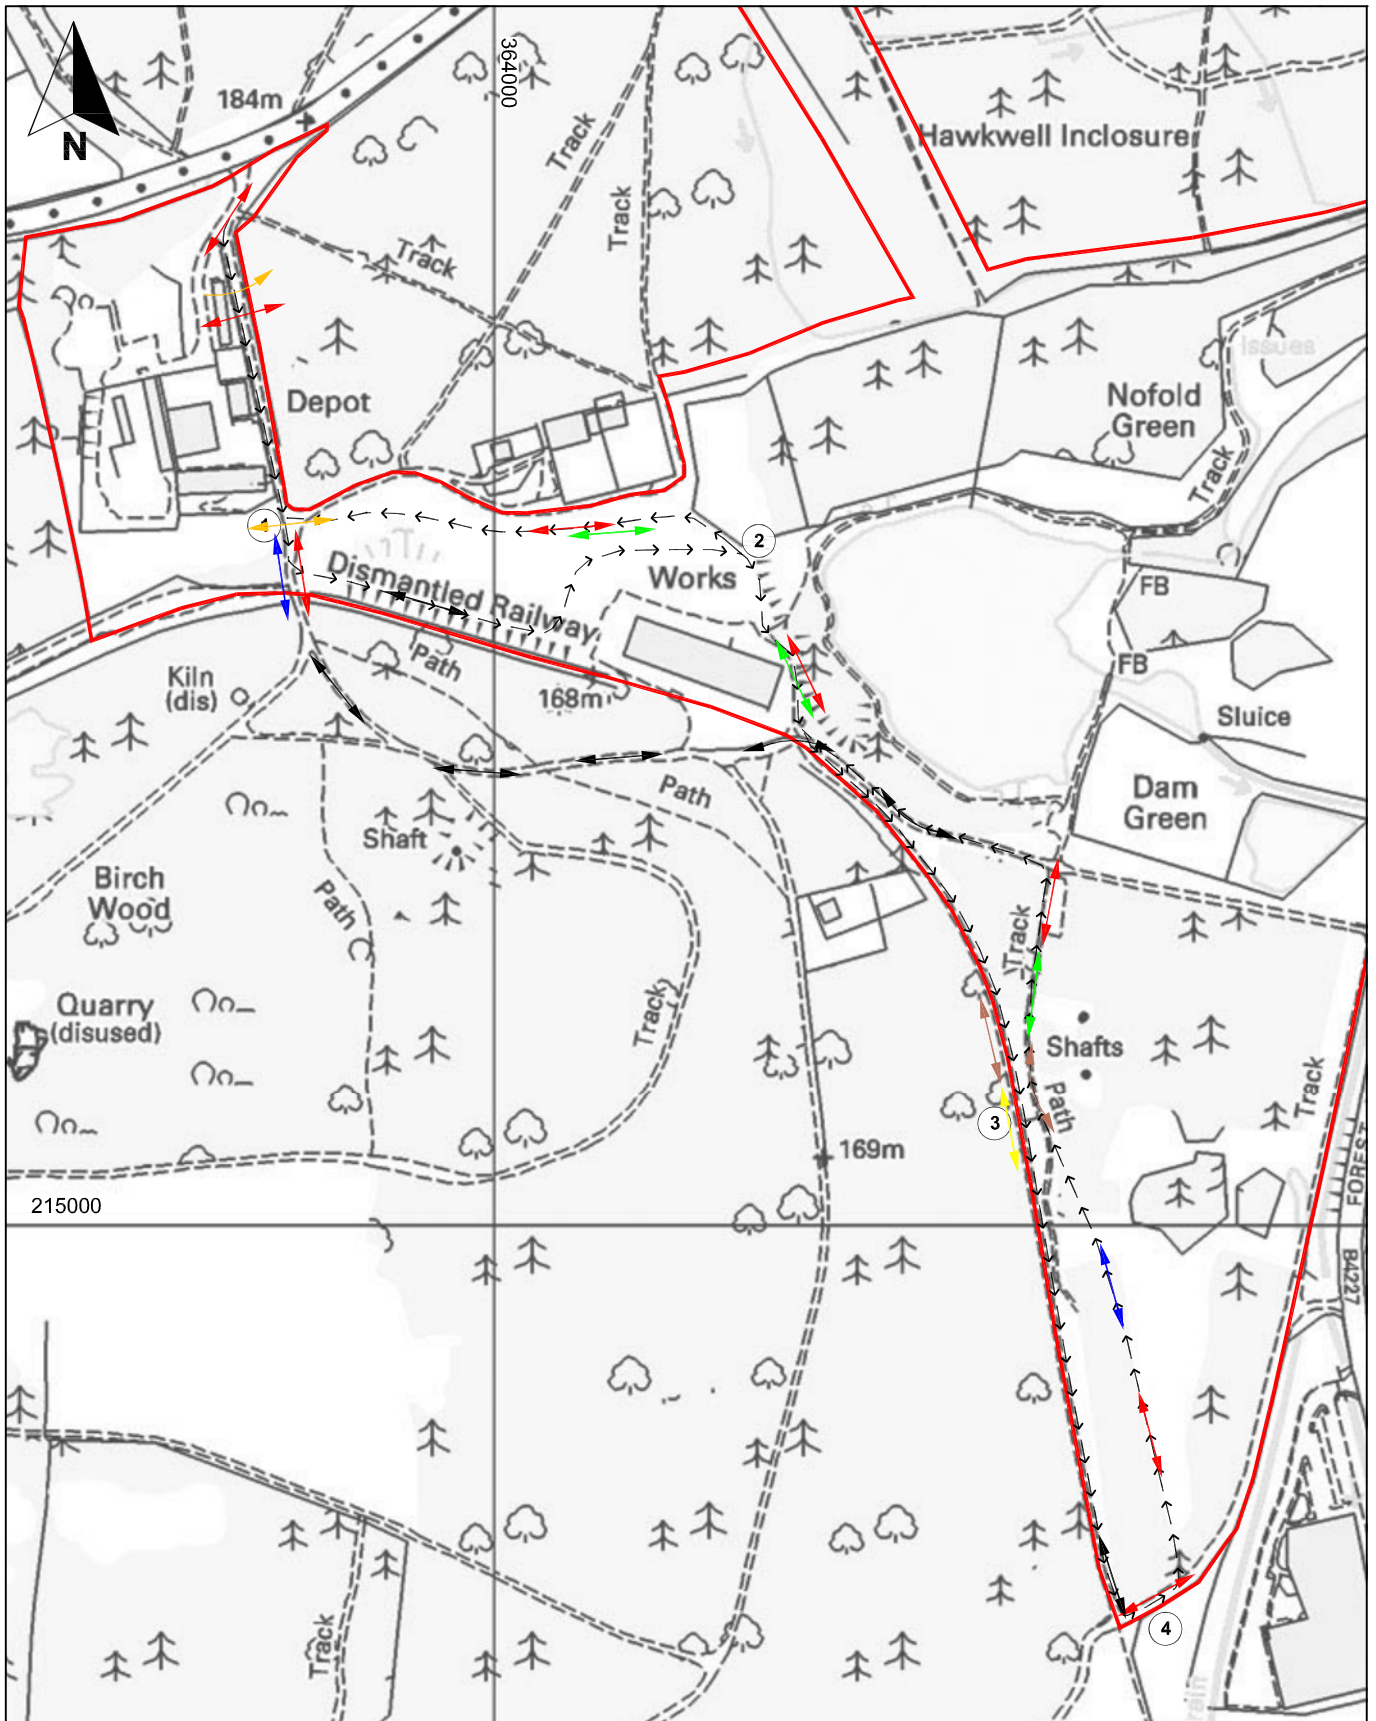 364000
184m
N
Hawkwell Inclosure
Track
Track
Track
Issues
Depot
Nofold
Green
Track
1
2
Dismantled Railway
Works
FB
FB
Path
Kiln
(dis)
168m
Sluice
Path
Dam
Green
Shaft
Birch
Wood
Path
Track
Quarry
(disused)
Track
Shafts
Path
Track
3
169m
FOREST
215000
B4227
Track
4